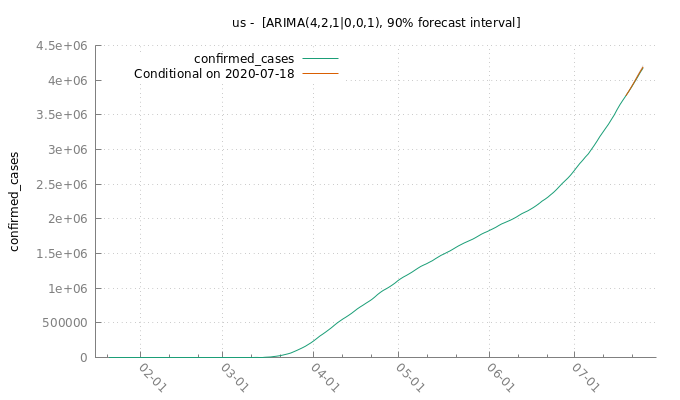 us -  [ARIMA(4,2,1|0,0,1), 90% forecast interval]
confirmed_cases
Conditional on 2020-07-18
4.5e+06
4e+06
3.5e+06
3e+06
2.5e+06
2e+06
1.5e+06
1e+06
500000
0
confirmed_cases
02-01
03-01
04-01
05-01
06-01
07-01